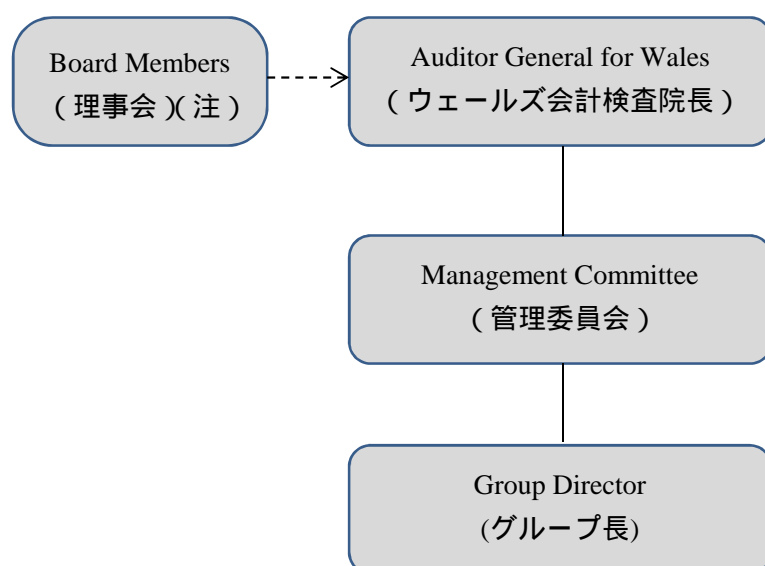 Board Members
（理事会）（注）
Auditor General for Wales
（ウェールズ会計検査院長）
Management Committee
（管理委員会）
Group Director
(グループ長)